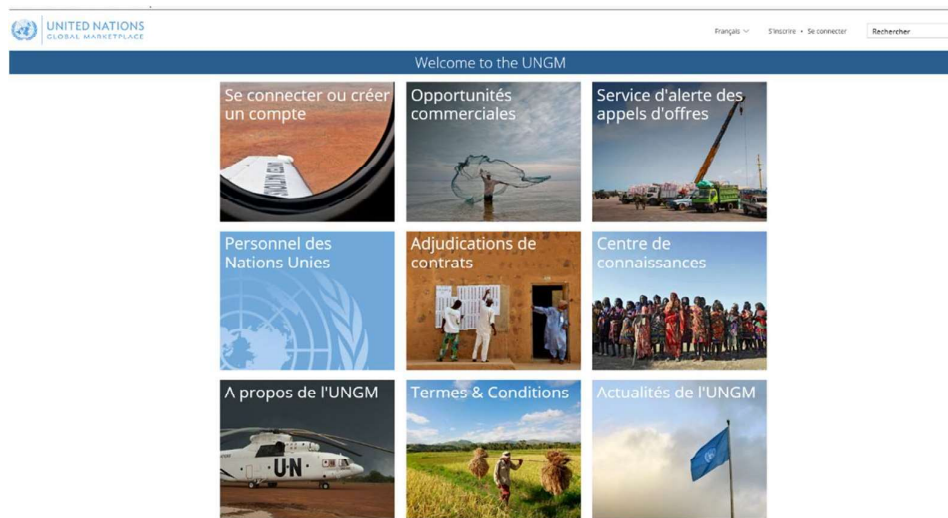 UNITED NATIONS
GLOBAL MARKETPLACE
Français
S'inscrire • Se connecter
Rechercher
Welcome to the UNGM
Se connecter ou créer
un compte
Opportunités
commerciales
Service d'alerte des
appels d'offres
Personnel des
Nations Unies
Adjudications de
contrats
Centre de
connaissances
A propos de l'UNGM
UN
Termes & Conditions
Actualités de l'UNGM